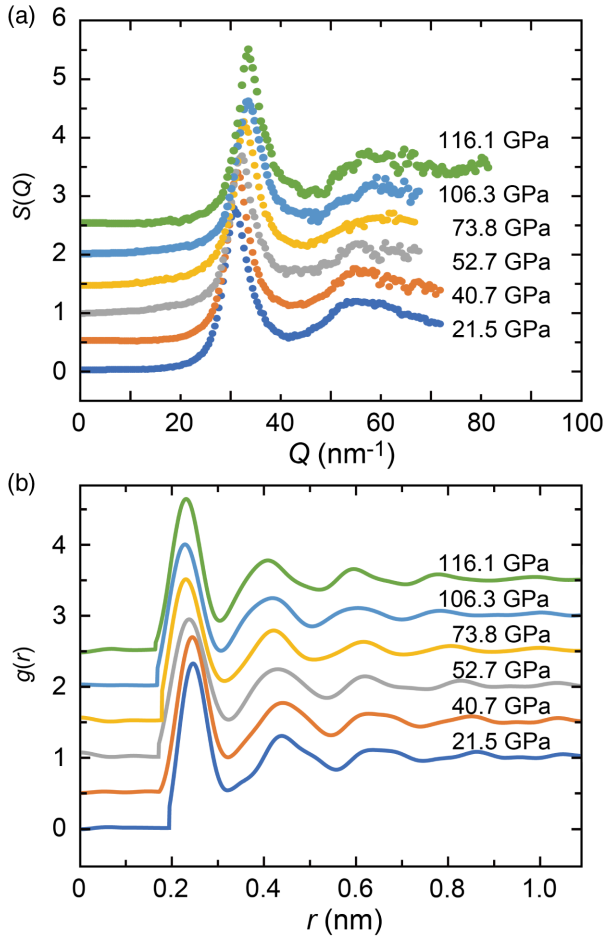 (a)
6
5
4
3
2
1
0
S(Q)
116.1 GPa
106.3 GPa
73.8 GPa
52.7 GPa
40.7 GPa
21.5 GPa
0 20 40 60 80 100
Q (nm-1)
(b)
4
3
2
1
0
g(r)
116.1 GPa
106.3 GPa
73.8 GPa
52.7 GPa
40.7 GPa
21.5 GPa
0 0.2 0.4 0.6 0.8 1.0
r (nm)